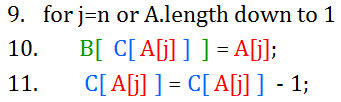 9. for j=n or A.length down to 1
10. B[ C[ A[j] ] ] = A[j];
11. C[ A[j] ] = C[ A[j] ] - 1;